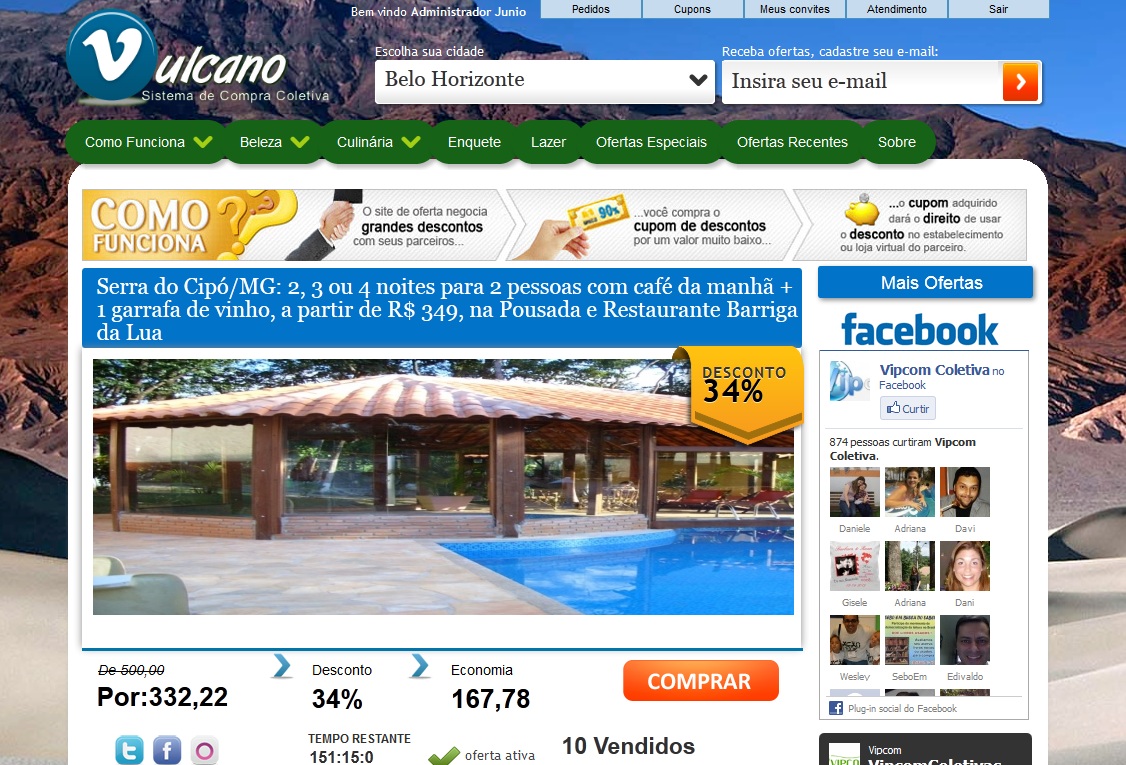 Bem vindo Administrador Junio
Pedidos
Cupons
Meus convites
Atendimento
Sair
Vulcano
Sistema de Compra Coletiva
Escolha sua cidade
Belo Horizonte
Receba ofertas, cadastre seu e-mail:
Insira seu e-mail
Como Funciona
Beleza
Culinária
Enquete
Lazer
Ofertas Especiais
Ofertas Recentes
Sobre
COMO
FUNCIONA
O site de oferta negocia
grandes descontos
com seus parceiros...
90%
...você compra o
cupom de descontos
por um valor muito baixo...
...o cupom adquirido
dará o direito de usar
o desconto no estabelecimento
ou loja virtual do parceiro.
Serra do Cipó/MG: 2, 3 ou 4 noites para 2 pessoas com café da manhã +
1 garrafa de vinho, a partir de R$ 349, na Pousada e Restaurante Barriga
da Lua
DESCONTO
34%
De 500,00
Por:332,22
Desconto
34%
Economia
167,78
COMPRAR
TEMPO RESTANTE
151:15:0
oferta ativa
10 Vendidos
Mais Ofertas
facebook
Vipcom Coletiva no
Facebook
Curtir
874 pessoas curtiram Vipcom
Coletiva.
Daniele
Adriana
Davi
Gisele
Adriana
Dani
Wesley
SeboEm
Edivaldo
Plug-in social do Facebook
Vipcom
VipcomColetivas